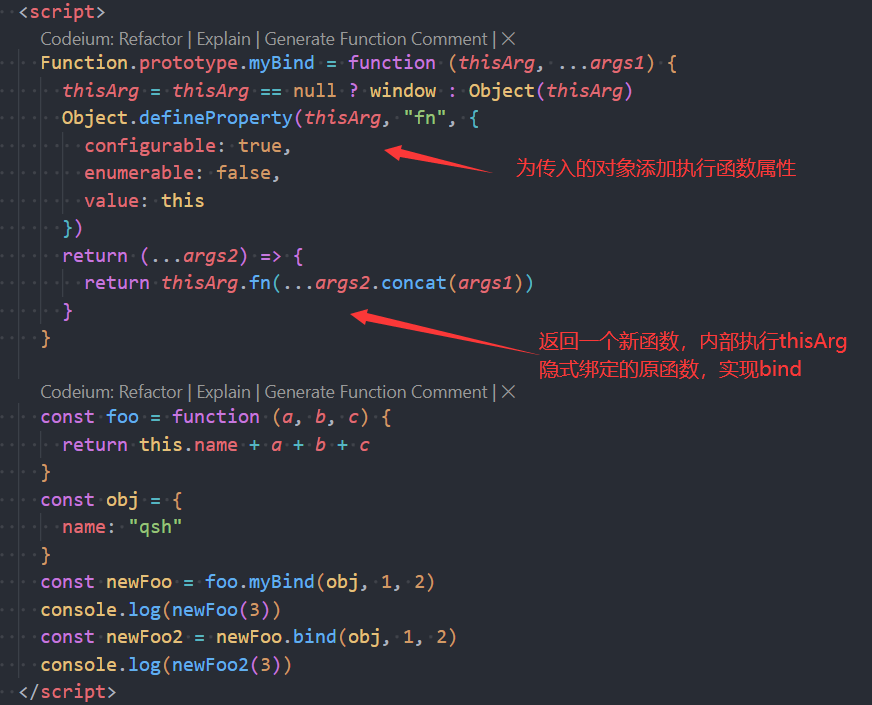 <script>
Codeium: Refactor | Explain | Generate Function Comment | ×
Function.prototype.myBind = function (thisArg, ...args1) {
thisArg = thisArg == null ? window : Object(thisArg)
Object.defineProperty(thisArg, "fn", {
configurable: true,
enumerable: false,
value: this
})
return (...args2) => {
return thisArg.fn(...args2.concat(args1))
}
}
为传入的对象添加执行函数属性
返回一个新函数，内部执行thisArg
隐式绑定的原函数，实现bind
Codeium: Refactor | Explain | Generate Function Comment | ×
const foo = function (a, b, c) {
return this.name + a + b + c
}
const obj = {
name: "qsh"
}
const newFoo = foo.myBind(obj, 1, 2)
console.log(newFoo(3))
const newFoo2 = newFoo.bind(obj, 1, 2)
console.log(newFoo2(3))
</script>